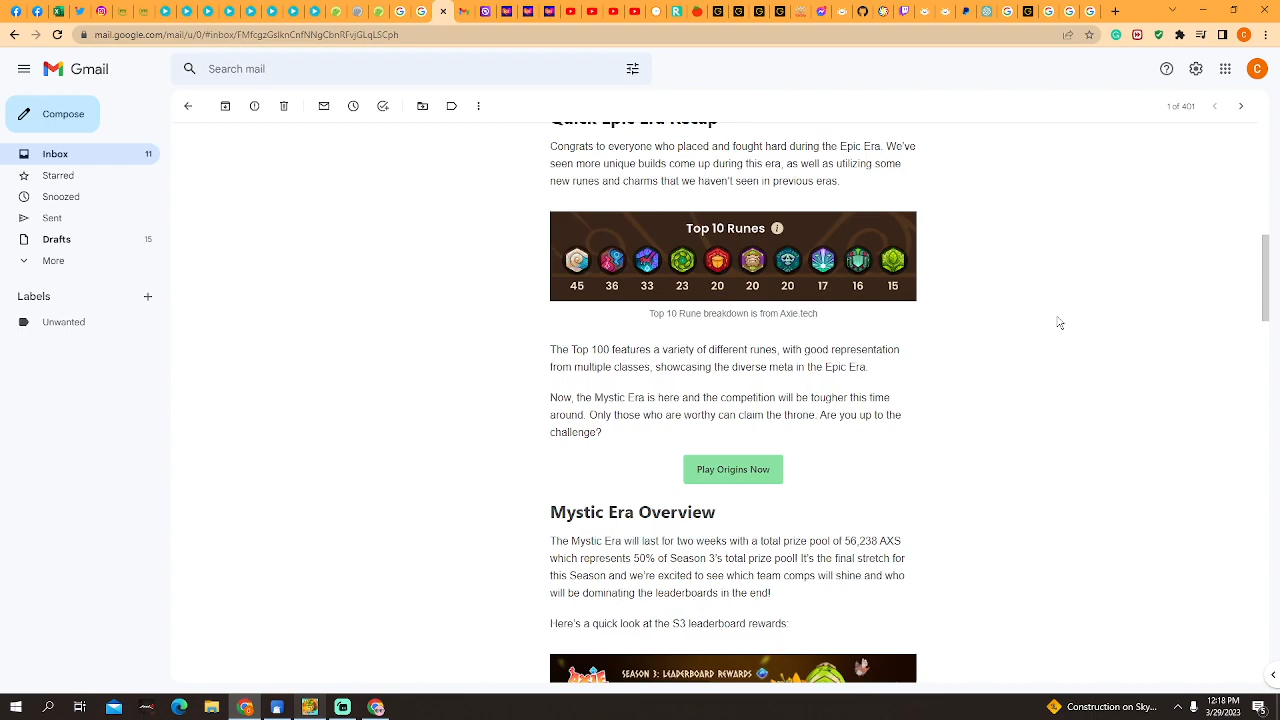 mail.google.com/mail/u/0/#inbox/FMfcgzGsIknCnfNNgCbnRFvjGLqLSCph
C
Gmail
Search mail
C
Compose
1 of 401
Inbox 11
Starred
Snoozed
Sent
Drafts 15
More
Labels
Unwanted
Quick Epic Era Recap
Congrats to everyone who placed and fought hard during the Epic Era. We've
seen more unique builds come up during this era, as well as utilizing some
new runes and charms that we haven't seen in previous eras.
Top 10 Runes i
45 36 33 23 20 20 20 17 16 15
Top 10 Rune breakdown is from Axie.tech
The Top 100 features a variety of different runes, with good representation
from multiple classes, showcasing the diverse meta in the Epic Era.
Now, the Mystic Era is here and the competition will be tougher this time
around. Only those who are worthy can claim the throne. Are you up to the
challenge?
Play Origins Now
Mystic Era Overview
The Mystic Era will last for two weeks with a total prize pool of 56,238 AXS
which represents 50% of Season 3's total prize pool! It's the final stretch for
this Season and we're excited to see which team comps will shine and who
will be dominating the leaderboards in the end!
Here's a quick look at the S3 leaderboard rewards:
SEASON 3: LEADERBOARD REWARDS
Construction on Sky...
12:18 PM
3/29/2023